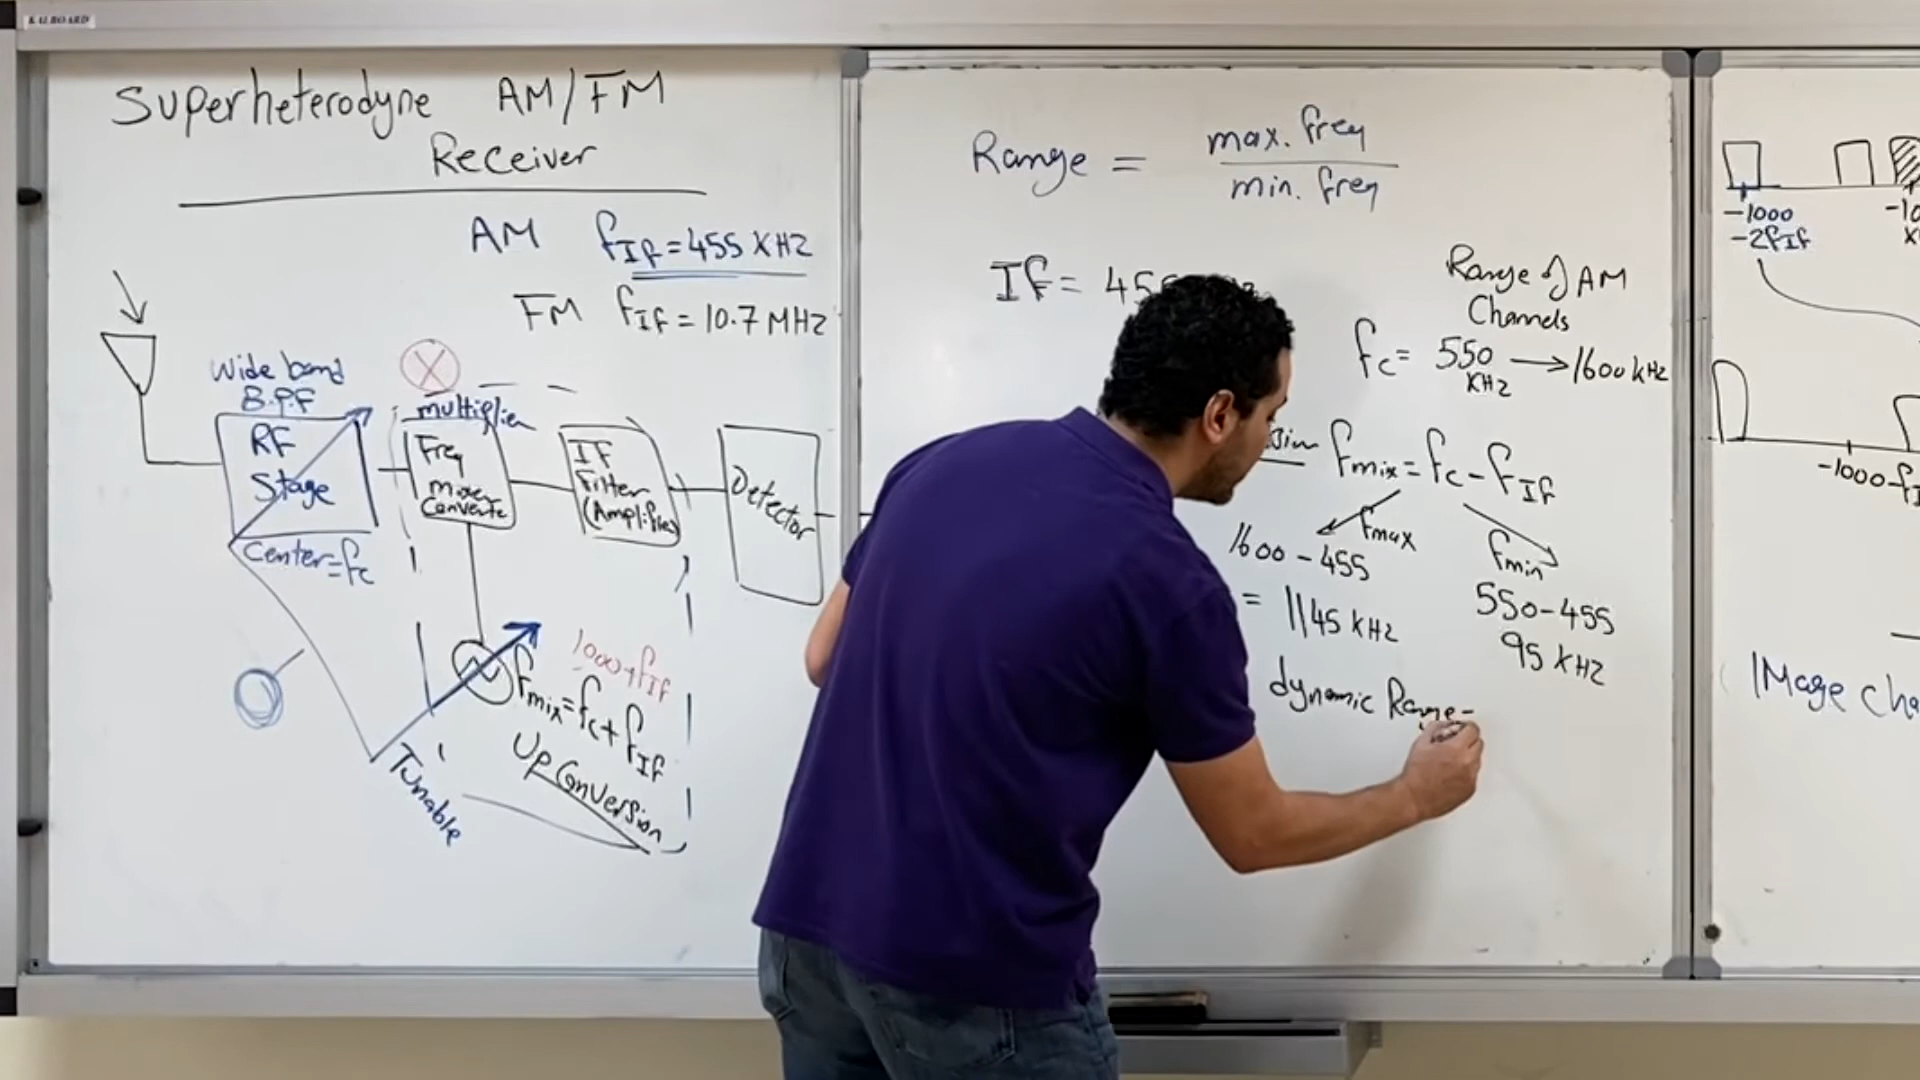 Superheterodyne AM/FM
Receiver
AM fIF = 455 KHZ
FM fIF = 10.7 MHZ
Wide band
B.P.F
RF
Stage
Center = fc
X
multiplier
Freq
mixer
Converter
IF
Filter
(Amplifier)
Detector
1000+fIF
fmix = fc + fIF
Up Conversion
Tunable
Range = max. freq
min. freq
IF = 45
Range of AM
Channels
fc = 550 → 1600 kHz
KHz
fmix = fc - fIF
fmax
1600 - 455
= 1145 KHZ
fmin
550-455
95 KHZ
dynamic Range =
-1000
-2fIF
-1000-fI
Image Cha